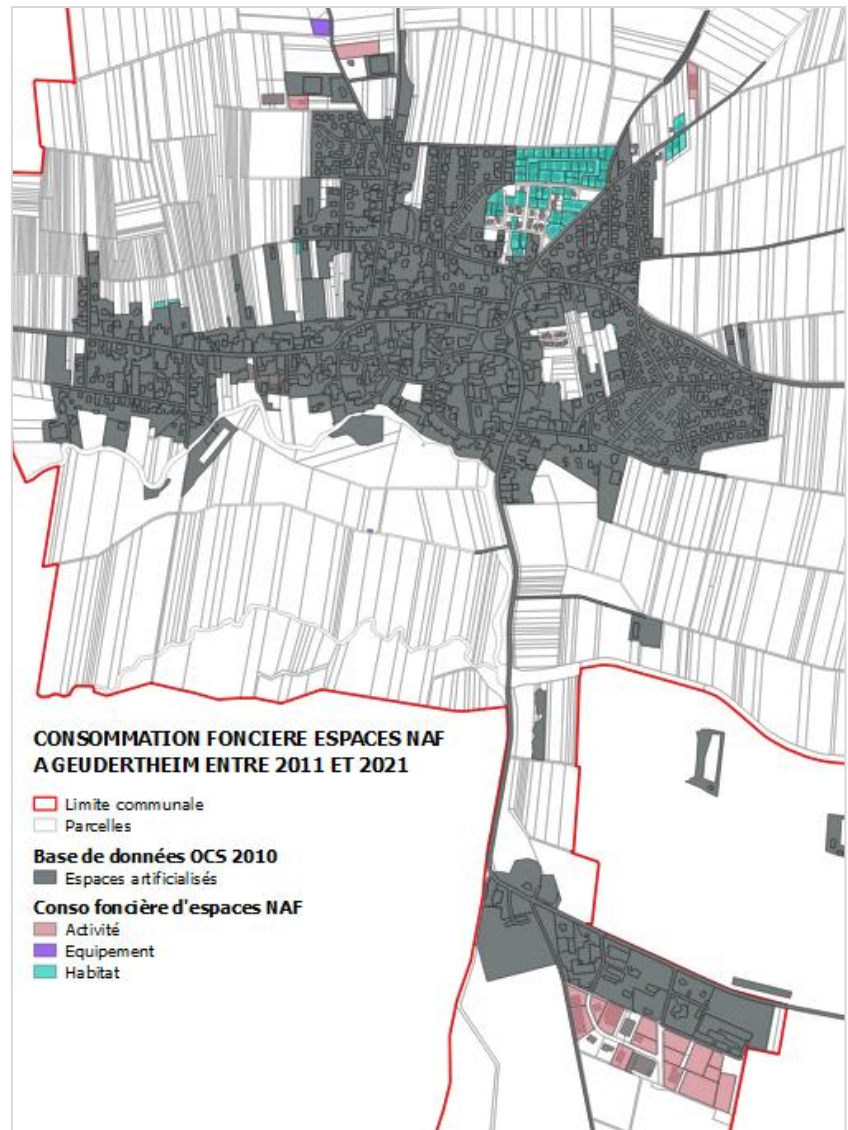 CONSOMMATION FONCIERE ESPACES NAF
A GEUDERTHEIM ENTRE 2011 ET 2021
Limite communale
Parcelles
Base de données OCS 2010
Espaces artificialisés
Conso foncière d'espaces NAF
Activité
Equipement
Habitat